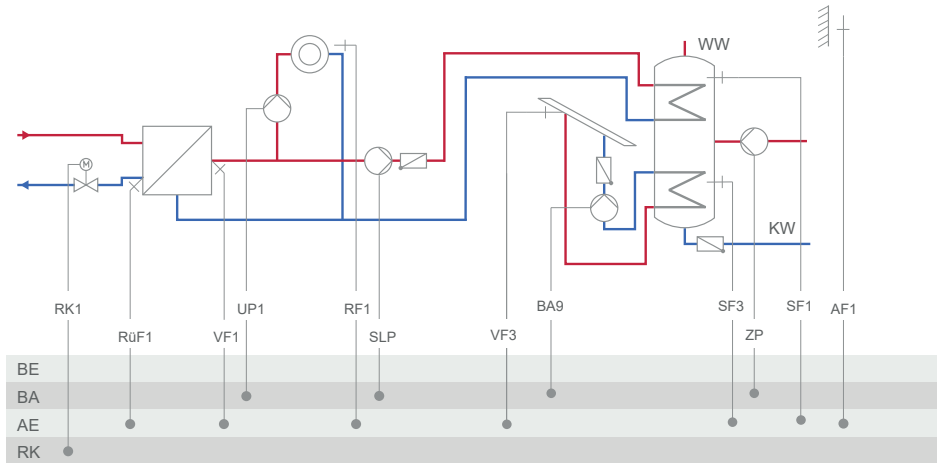 WW
M
KW
RK1
UP1
RF1
BA9
SF3
SF1
AF1
RüF1
VF1
SLP
VF3
ZP
BE
BA
AE
RK